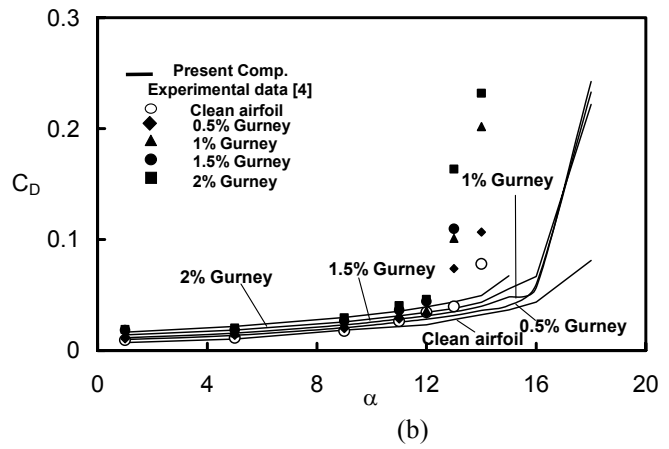 0.3
Present Comp.
Experimental data [4]
Clean airfoil
0.5% Gurney
1% Gurney
1.5% Gurney
2% Gurney
0.2
1% Gurney
C_D
0.1
2% Gurney
1.5% Gurney
0.5% Gurney
Clean airfoil
0
0 4 8 12 16 20
α
(b)